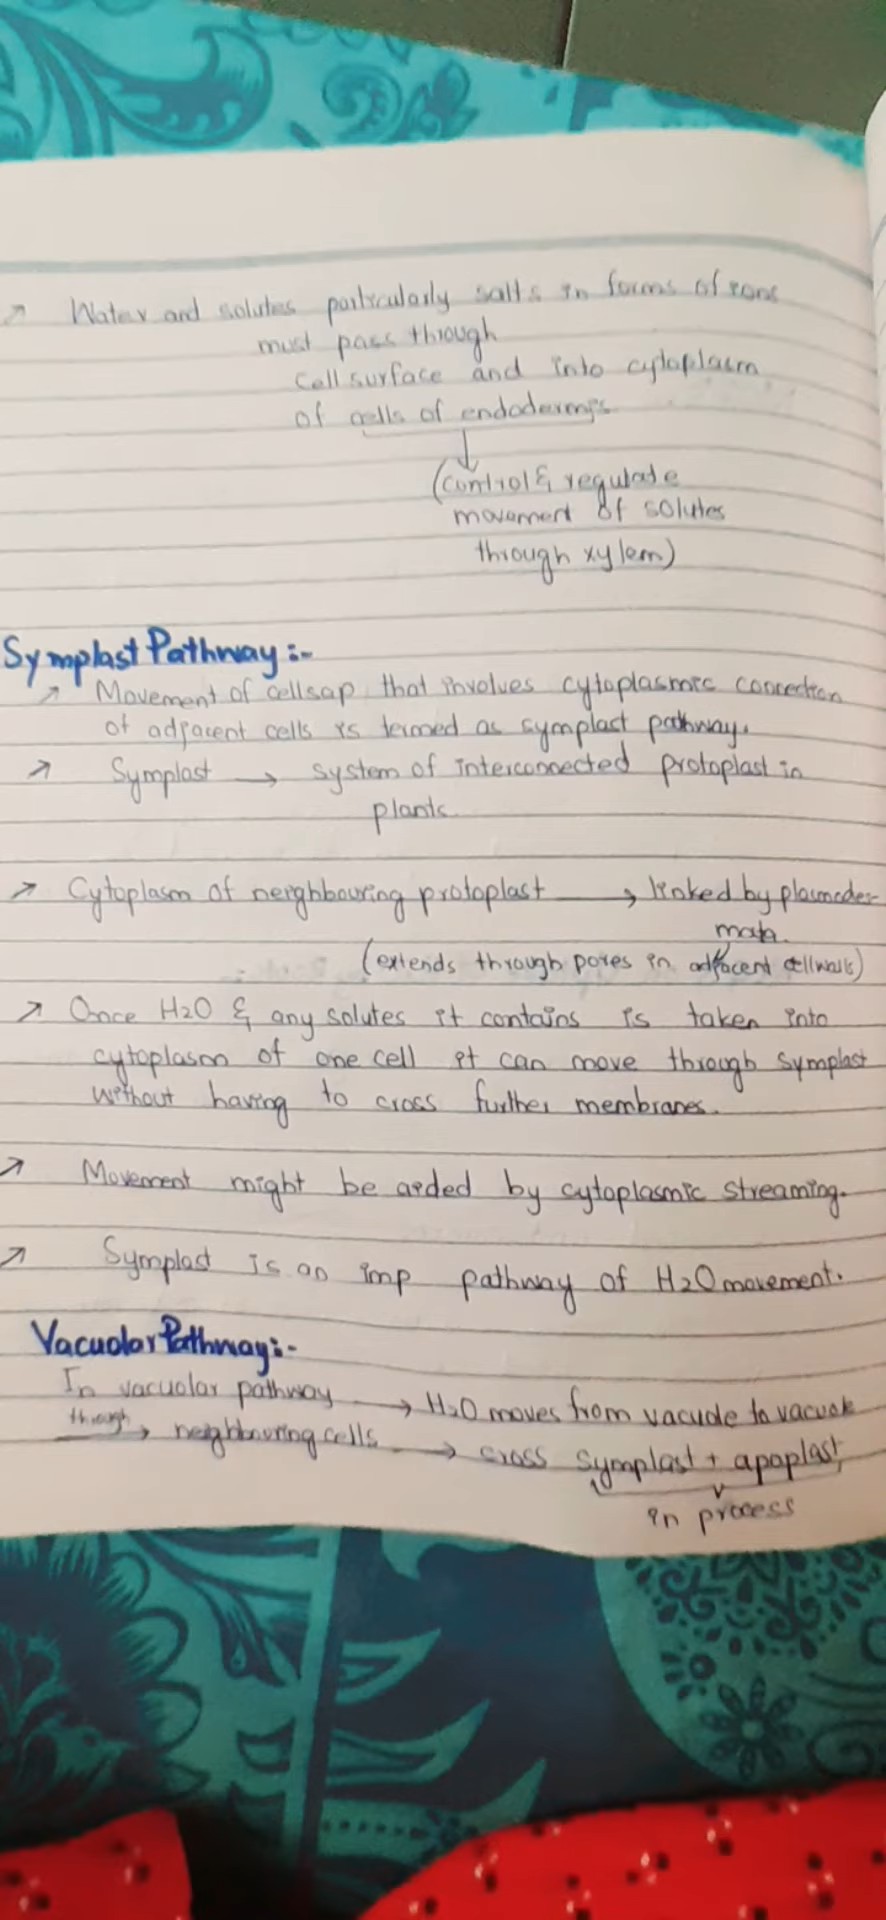 ↗ Water and solutes particularly salts in forms of ions
must pass through
Cell surface and into cytoplasm
of cells of endodermis
↓
(control & regulate
movement of solutes
through xylem)
Symplast Pathway :-
↗ Movement of cellsap that involves cytoplasmic connection
of adjacent cells is termed as symplast pathway.
↗ Symplast → system of interconnected protoplast in
plants.
↗ Cytoplasm of neighbouring protoplast → linked by plasmodes-
mata.
(extends through pores in adjacent cellwalls)
↗ Once H2O & any solutes it contains is taken into
cytoplasm of one cell it can move through symplast
without having to cross further membranes.
↗ Movement might be aided by cytoplasmic streaming.
↗ Symplast is an imp pathway of H2O movement.
Vacuolar Pathway :-
In vacuolar pathway → H2O moves from vacuole to vacuole
through → neighbouring cells → cross symplast + apoplast
in process